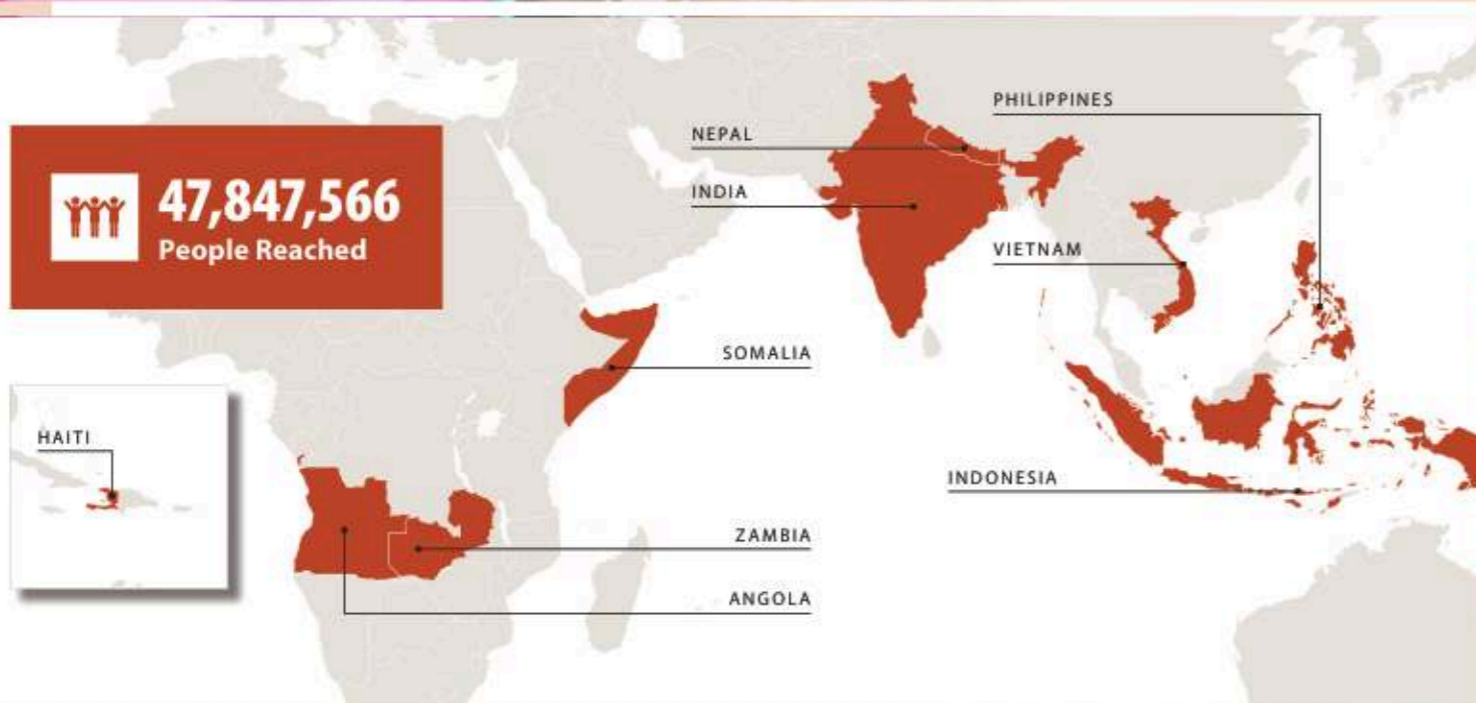 PHILIPPINES
NEPAL
47,847,566
People Reached
INDIA
VIETNAM
SOMALIA
HAITI
INDONESIA
ZAMBIA
ANGOLA